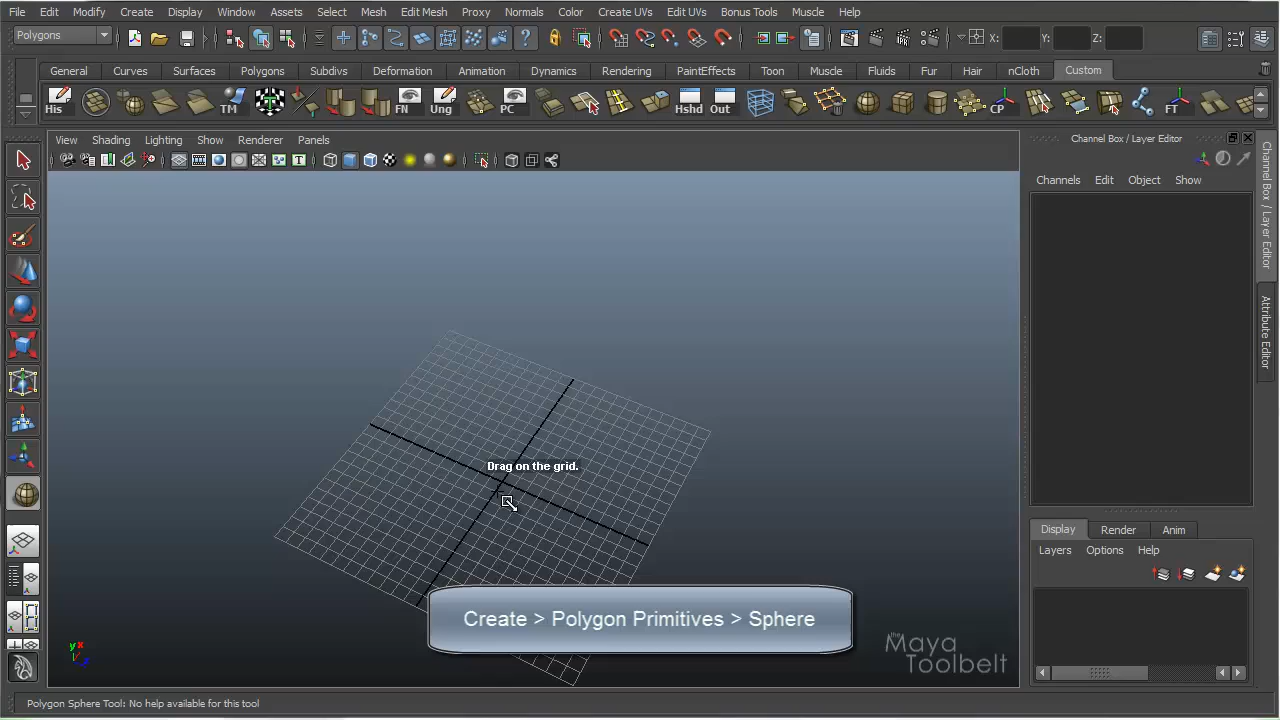 File Edit Modify Create Display Window Assets Select Mesh Edit Mesh Proxy Normals Color Create UVs Edit UVs Bonus Tools Muscle Help
Polygons X: Y: Z:
General Curves Surfaces Polygons Subdivs Deformation Animation Dynamics Rendering PaintEffects Toon Muscle Fluids Fur Hair nCloth Custom
His TM FN Ung PC Hshd Out CP FT
View Shading Lighting Show Renderer Panels
Channel Box / Layer Editor
Channels Edit Object Show
Channel Box / Layer Editor
Attribute Editor
Drag on the grid.
Display Render Anim
Layers Options Help
Create > Polygon Primitives > Sphere
the Maya
Toolbelt
y x
z
Polygon Sphere Tool: No help available for this tool